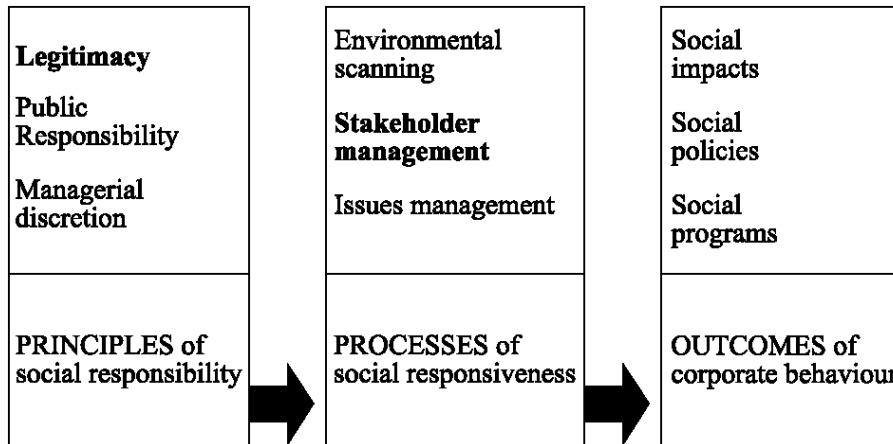 Legitimacy
Public
Responsibility
Managerial
discretion
PRINCIPLES of
social responsibility
Environmental
scanning
Stakeholder
management
Issues management
PROCESSES of
social responsiveness
Social
impacts
Social
policies
Social
programs
OUTCOMES of
corporate behaviour